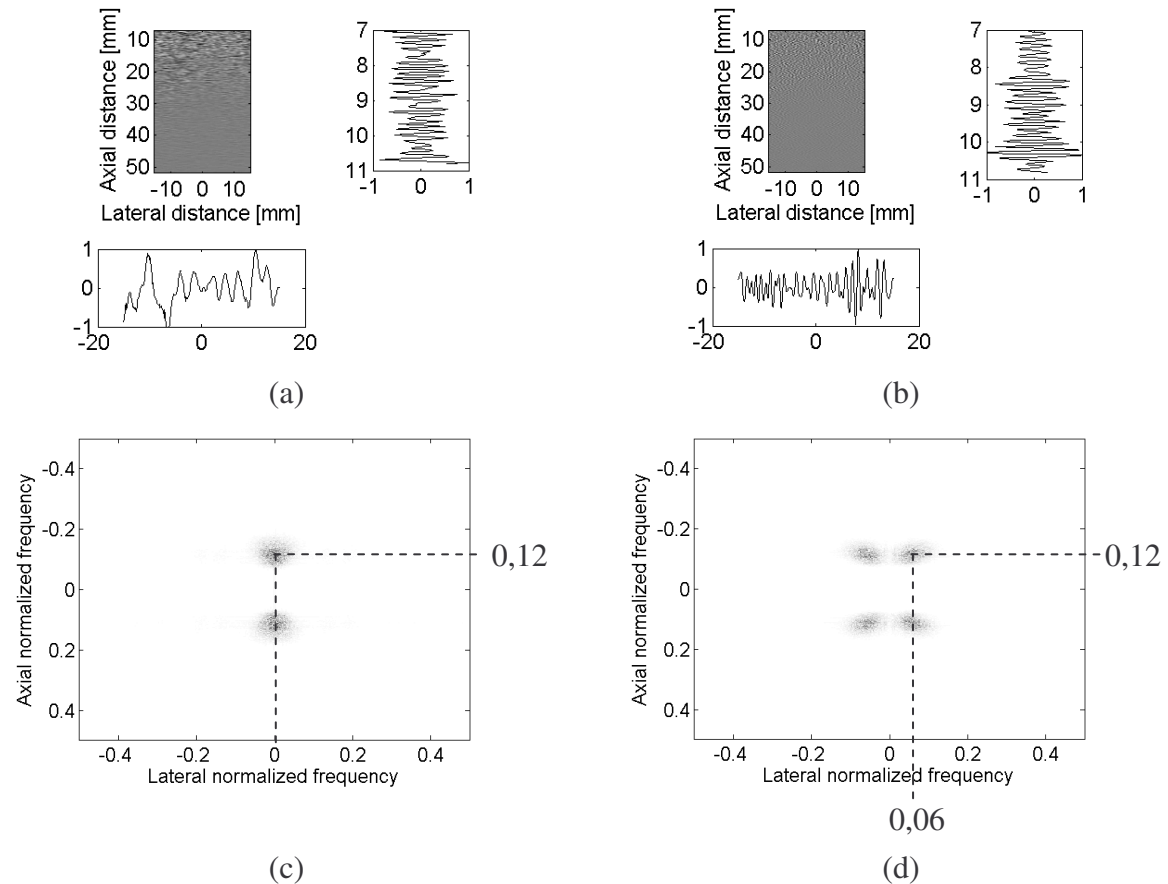 Axial distance [mm]
10
20
30
40
50
-10 0 10
Lateral distance [mm]
7
8
9
10
11
-1 0 1
1
0
-1
-20 0 20
(a)
Axial distance [mm]
10
20
30
40
50
-10 0 10
Lateral distance [mm]
7
8
9
10
11
-1 0 1
1
0
-1
-20 0 20
(b)
Axial normalized frequency
-0.4
-0.2
0
0.2
0.4
-0.4 -0.2 0 0.2 0.4
Lateral normalized frequency
0,12
(c)
Axial normalized frequency
-0.4
-0.2
0
0.2
0.4
-0.4 -0.2 0 0.2 0.4
Lateral normalized frequency
0,12
0,06
(d)